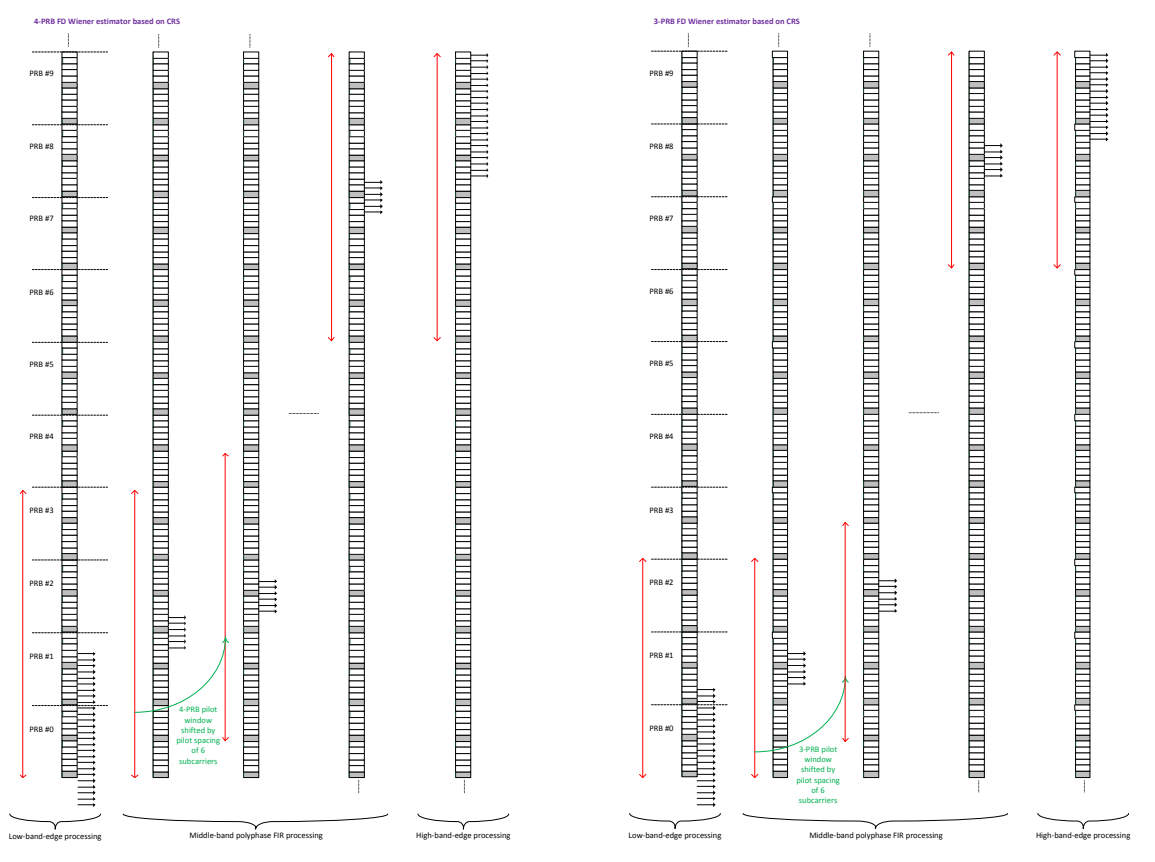 4-PRB FD Wiener estimator based on CRS
PRB #9
PRB #8
PRB #7
PRB #6
PRB #5
PRB #4
PRB #3
PRB #2
PRB #1
PRB #0
4-PRB pilot
window
shifted by
pilot spacing
of 6
subcarriers
Low-band-edge processing
Middle-band polyphase FIR processing
High-band-edge processing
3-PRB FD Wiener estimator based on CRS
PRB #9
PRB #8
PRB #7
PRB #6
PRB #5
PRB #4
PRB #3
PRB #2
PRB #1
PRB #0
3-PRB pilot
window
shifted by
pilot spacing
of 6
subcarriers
Low-band-edge processing
Middle-band polyphase FIR processing
High-band-edge processing